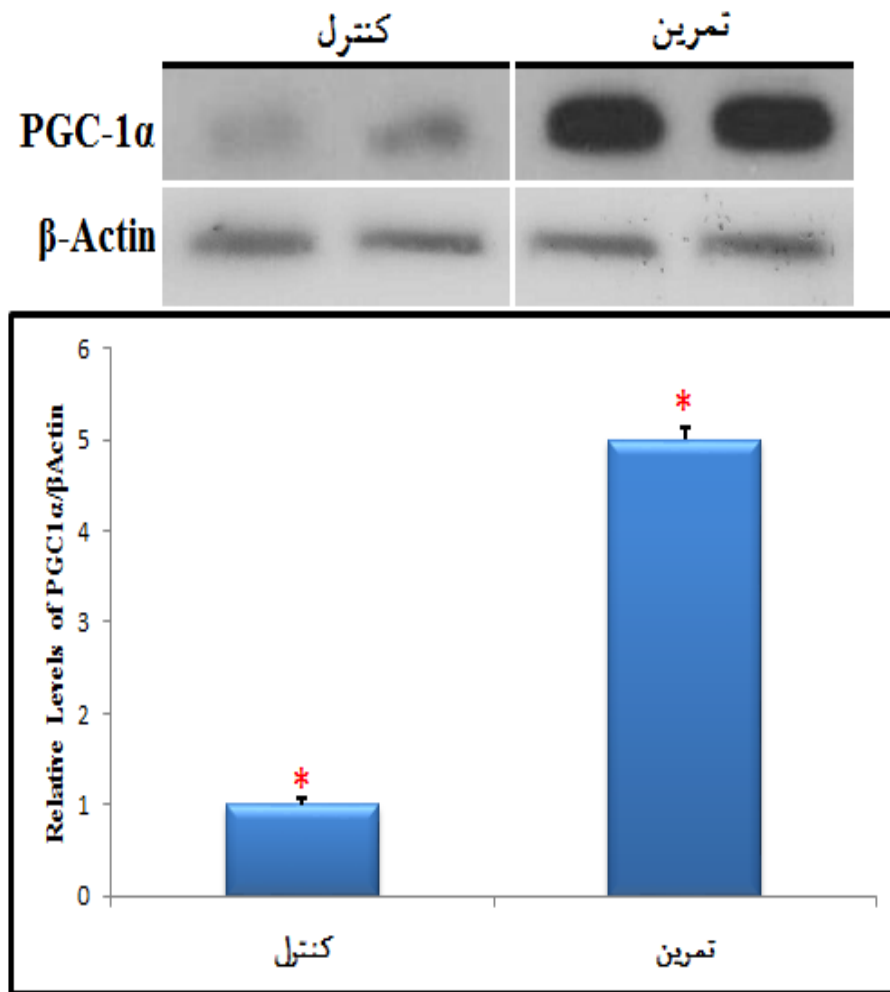 کنترل تمرین
PGC-1α
β-Actin
Relative Levels of PGC1α/βActin
6
5
4
3
2
1
0
*
*
کنترل تمرین